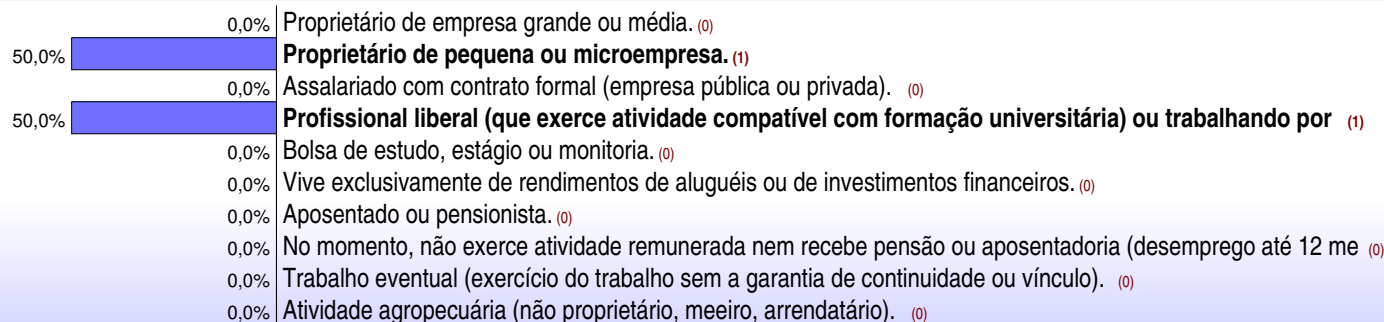 0,0% Proprietário de empresa grande ou média. (0)
50,0% Proprietário de pequena ou microempresa. (1)
0,0% Assalariado com contrato formal (empresa pública ou privada). (0)
50,0% Profissional liberal (que exerce atividade compatível com formação universitária) ou trabalhando por (1)
0,0% Bolsa de estudo, estágio ou monitoria. (0)
0,0% Vive exclusivamente de rendimentos de aluguéis ou de investimentos financeiros. (0)
0,0% Aposentado ou pensionista. (0)
0,0% No momento, não exerce atividade remunerada nem recebe pensão ou aposentadoria (desemprego até 12 me (0)
0,0% Trabalho eventual (exercício do trabalho sem a garantia de continuidade ou vínculo). (0)
0,0% Atividade agropecuária (não proprietário, meeiro, arrendatário). (0)